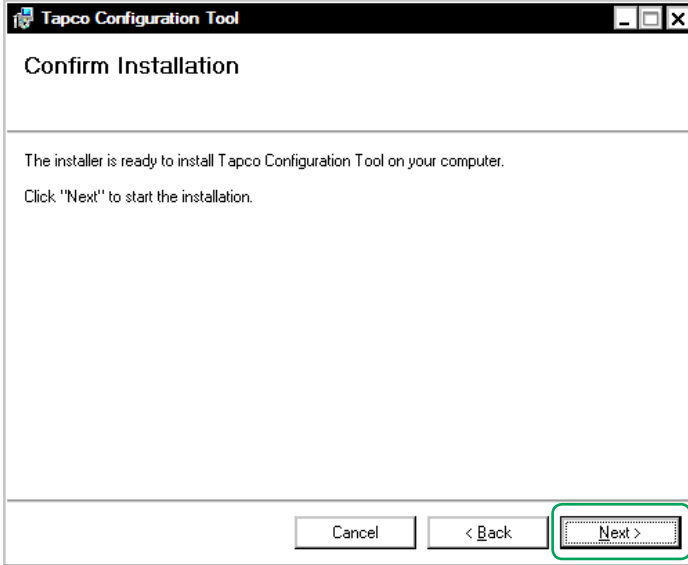 Tapco Configuration Tool
Confirm Installation
The installer is ready to install Tapco Configuration Tool on your computer.
Click "Next" to start the installation.
Cancel
< Back
Next >